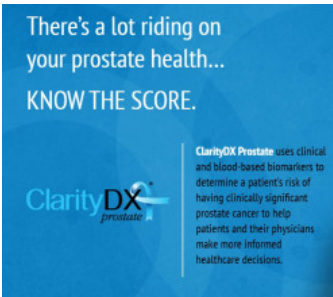 There's a lot riding on
your prostate health...
KNOW THE SCORE.
ClarityDX
prostate
ClarityDX Prostate uses clinical
and blood-based biomarkers to
determine a patient's risk of
having clinically significant
prostate cancer to help
patients and their physicians
make more informed
healthcare decisions.